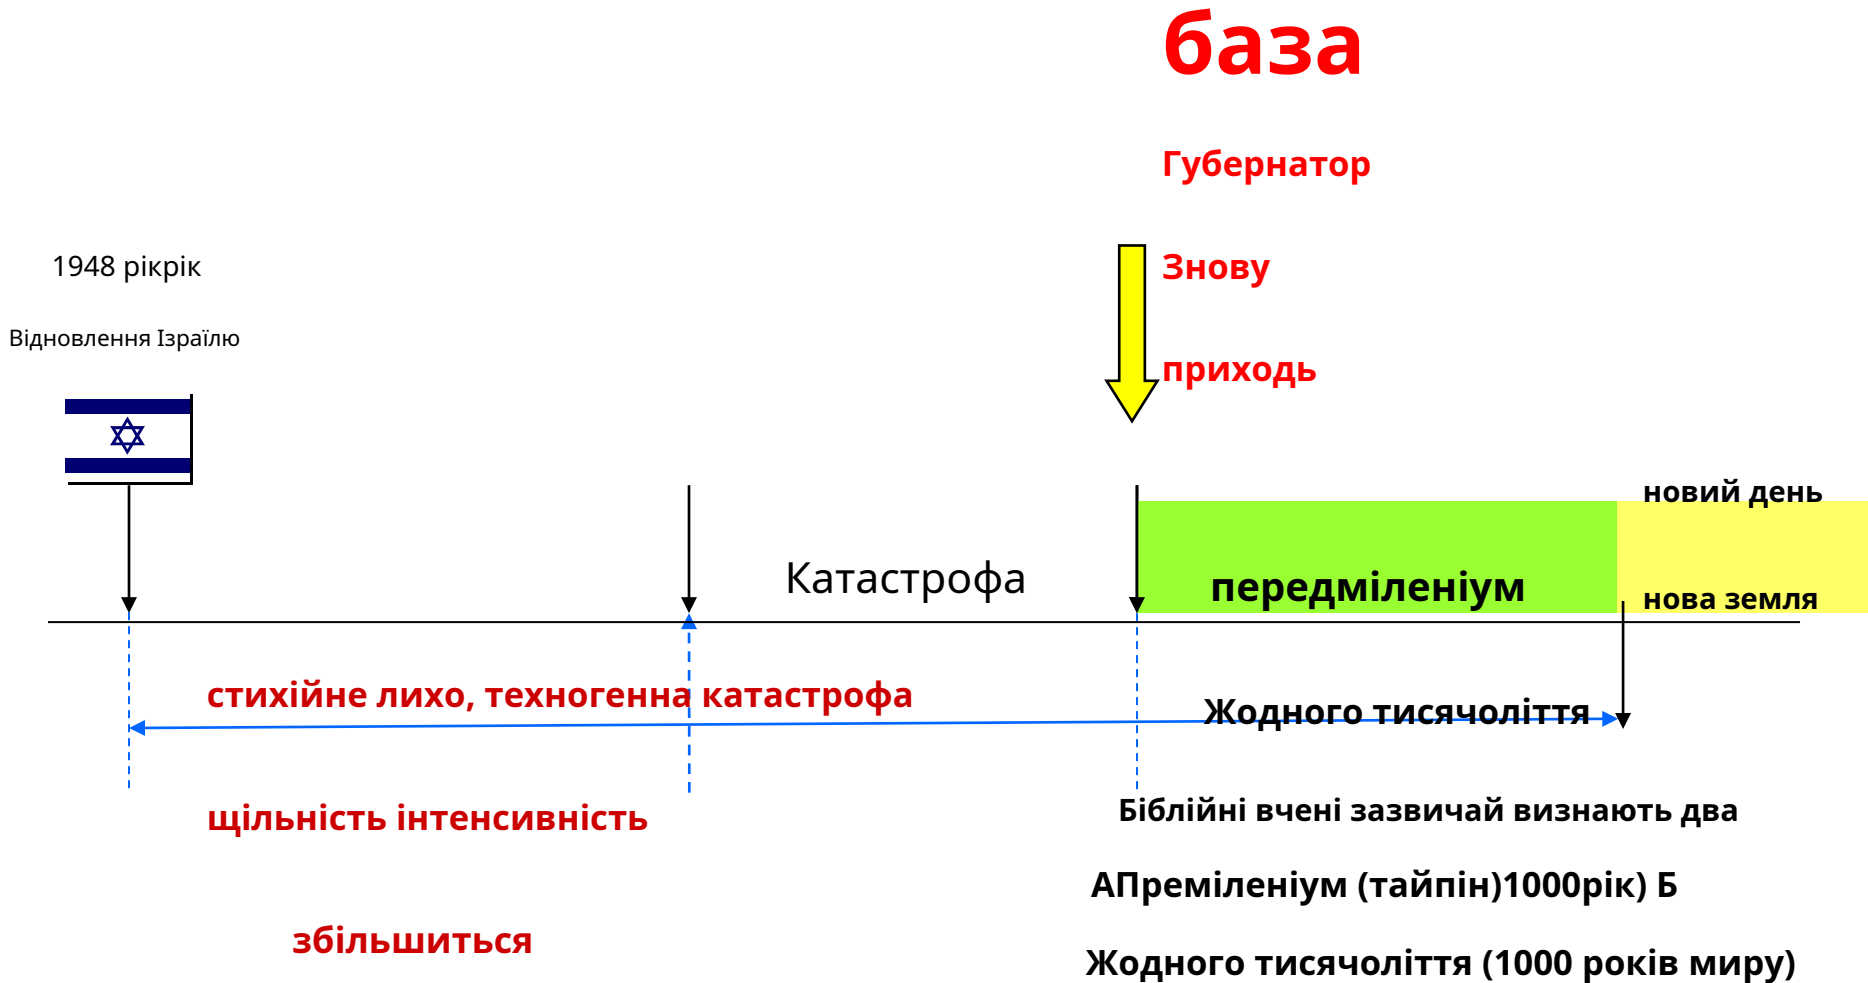 база
Губернатор
Знову
приходь
1948 рікрік
Відновлення Ізраїлю
новий день
нова земля
Катастрофа
передміленіум
стихійне лихо, техногенна катастрофа
щільність інтенсивність
збільшиться
Жодного тисячоліття
Біблійні вчені зазвичай визнають два
АПреміленіум (тайпін)1000рік) Б
Жодного тисячоліття (1000 років миру)